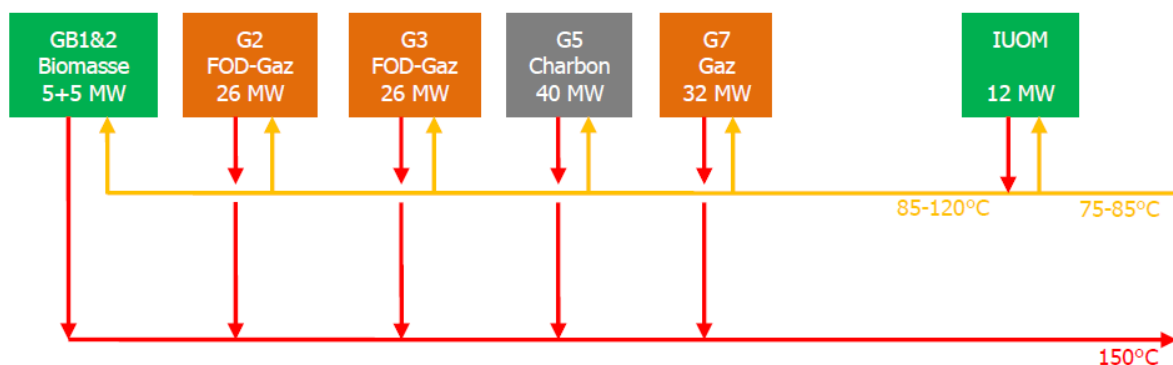 GB1&2
Biomasse
5+5 MW
G2
FOD-Gaz
26 MW
G3
FOD-Gaz
26 MW
G5
Charbon
40 MW
G7
Gaz
32 MW
IUOM
12 MW
85-120°C
75-85°C
150°C